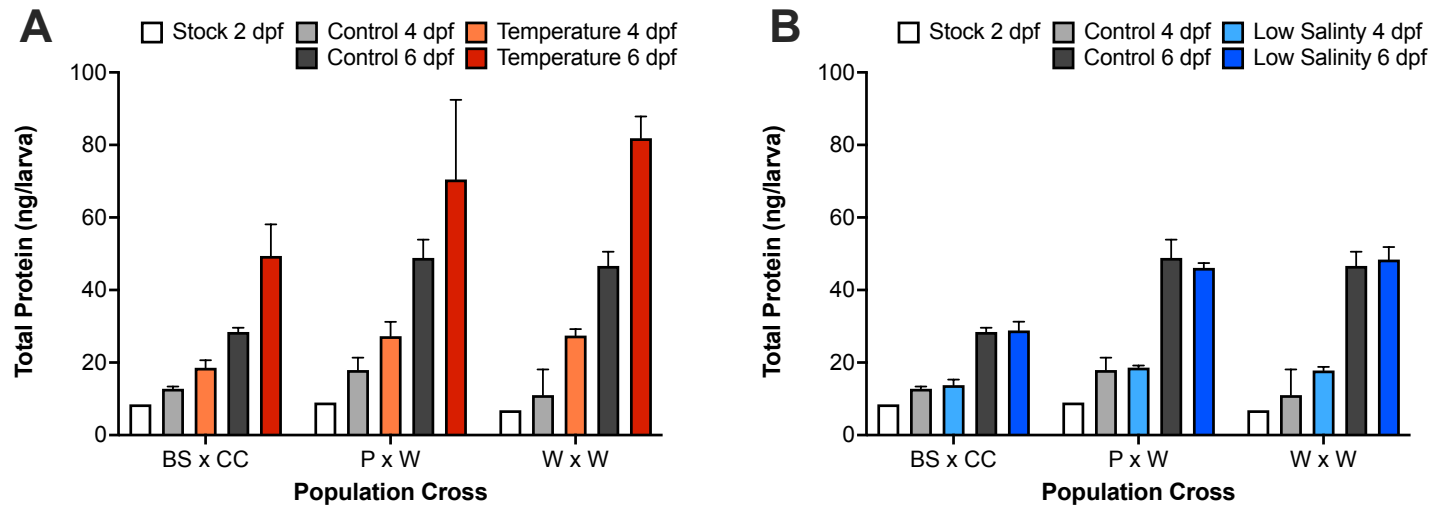 A
Stock 2 dpf Control 4 dpf Temperature 4 dpf
Control 6 dpf Temperature 6 dpf
Total Protein (ng/larva)
100
80
60
40
20
0
BS x CC P x W W x W
Population Cross
B
Stock 2 dpf Control 4 dpf Low Salinity 4 dpf
Control 6 dpf Low Salinity 6 dpf
Total Protein (ng/larva)
100
80
60
40
20
0
BS x CC P x W W x W
Population Cross